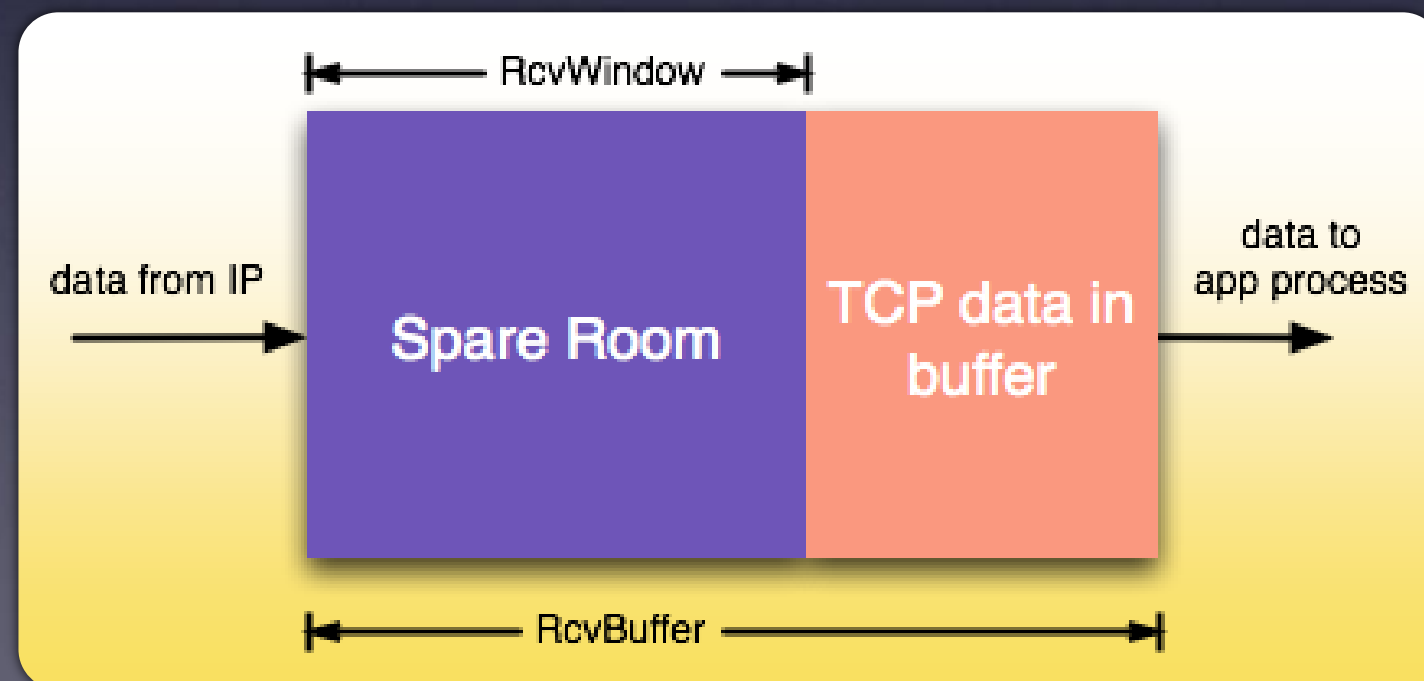 RcvWindow
data from IP
Spare Room
TCP data in
buffer
data to
app process
RcvBuffer